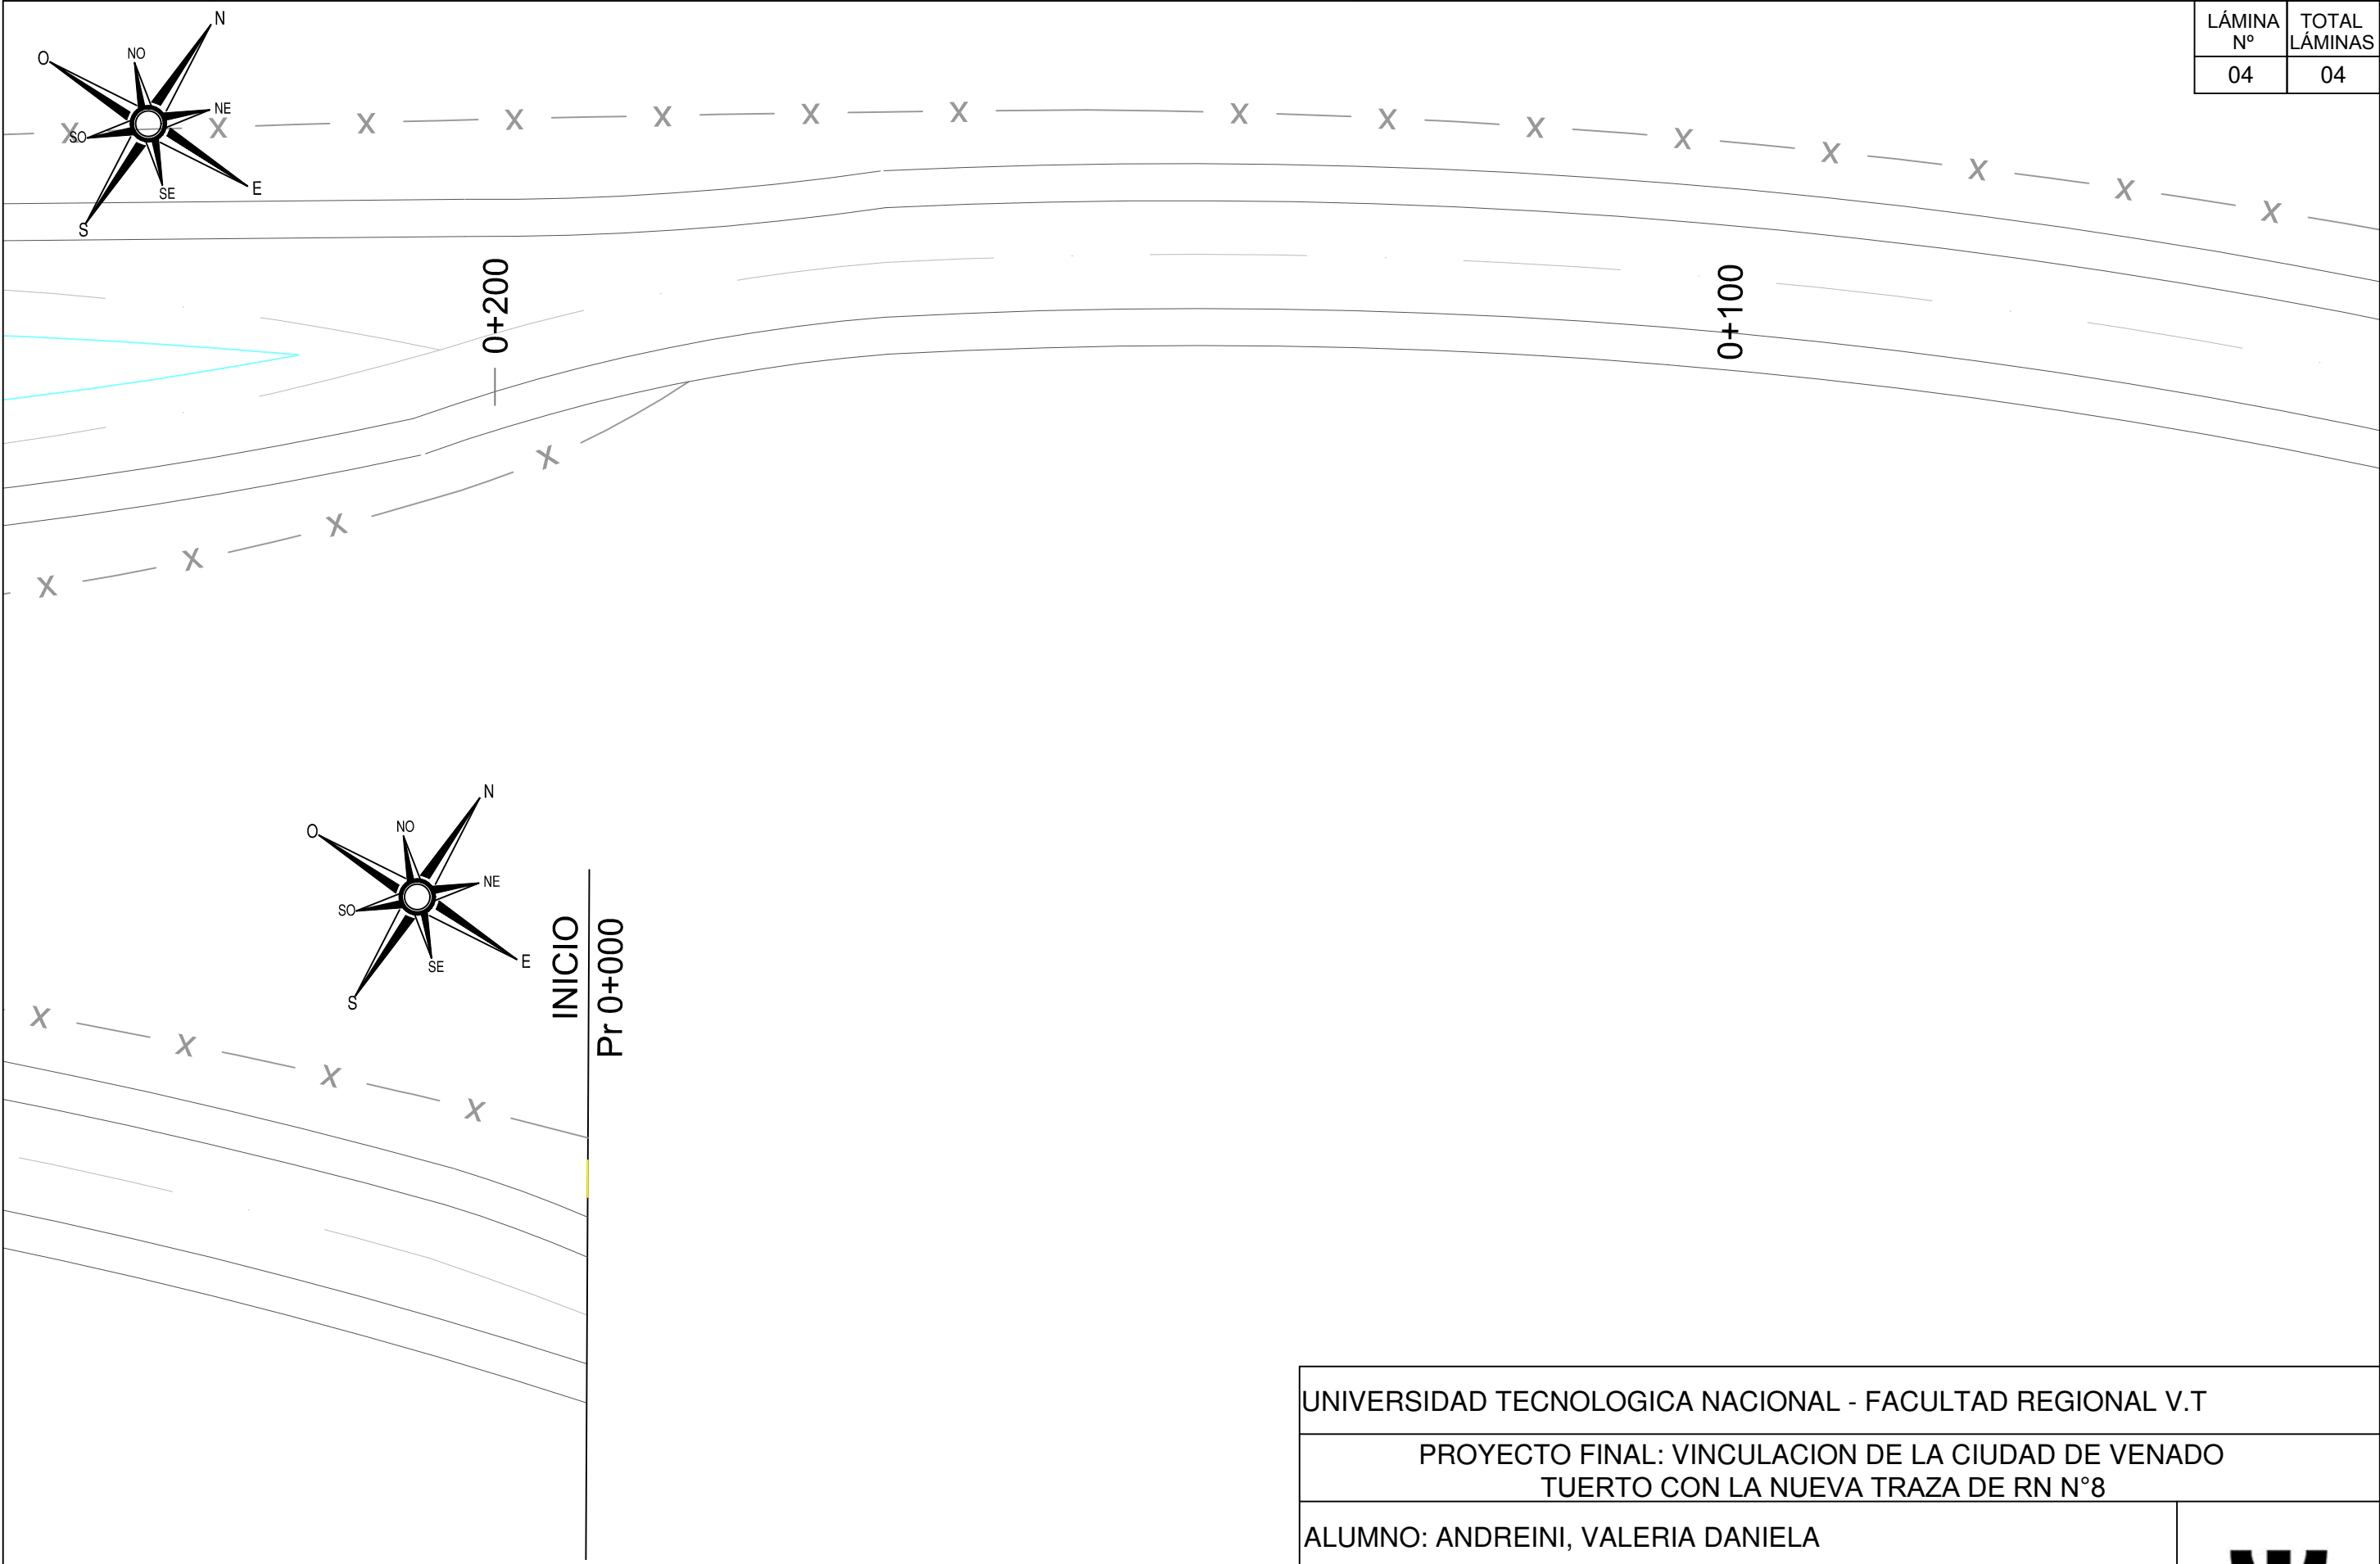 LÁMINA Nº
TOTAL LÁMINAS
04
04
N
NO
O
NE
X X X X X X X X X X X X X X X
SO
SE
E
S
0+200
0+100
X
X
X
X
N
NO
O
NE
SO
SE
E
S
INICIO
Pr 0+000
X
X
X
X
UNIVERSIDAD TECNOLOGICA NACIONAL - FACULTAD REGIONAL V.T
PROYECTO FINAL: VINCULACION DE LA CIUDAD DE VENADO
TUERTO CON LA NUEVA TRAZA DE RN N°8
ALUMNO: ANDREINI, VALERIA DANIELA